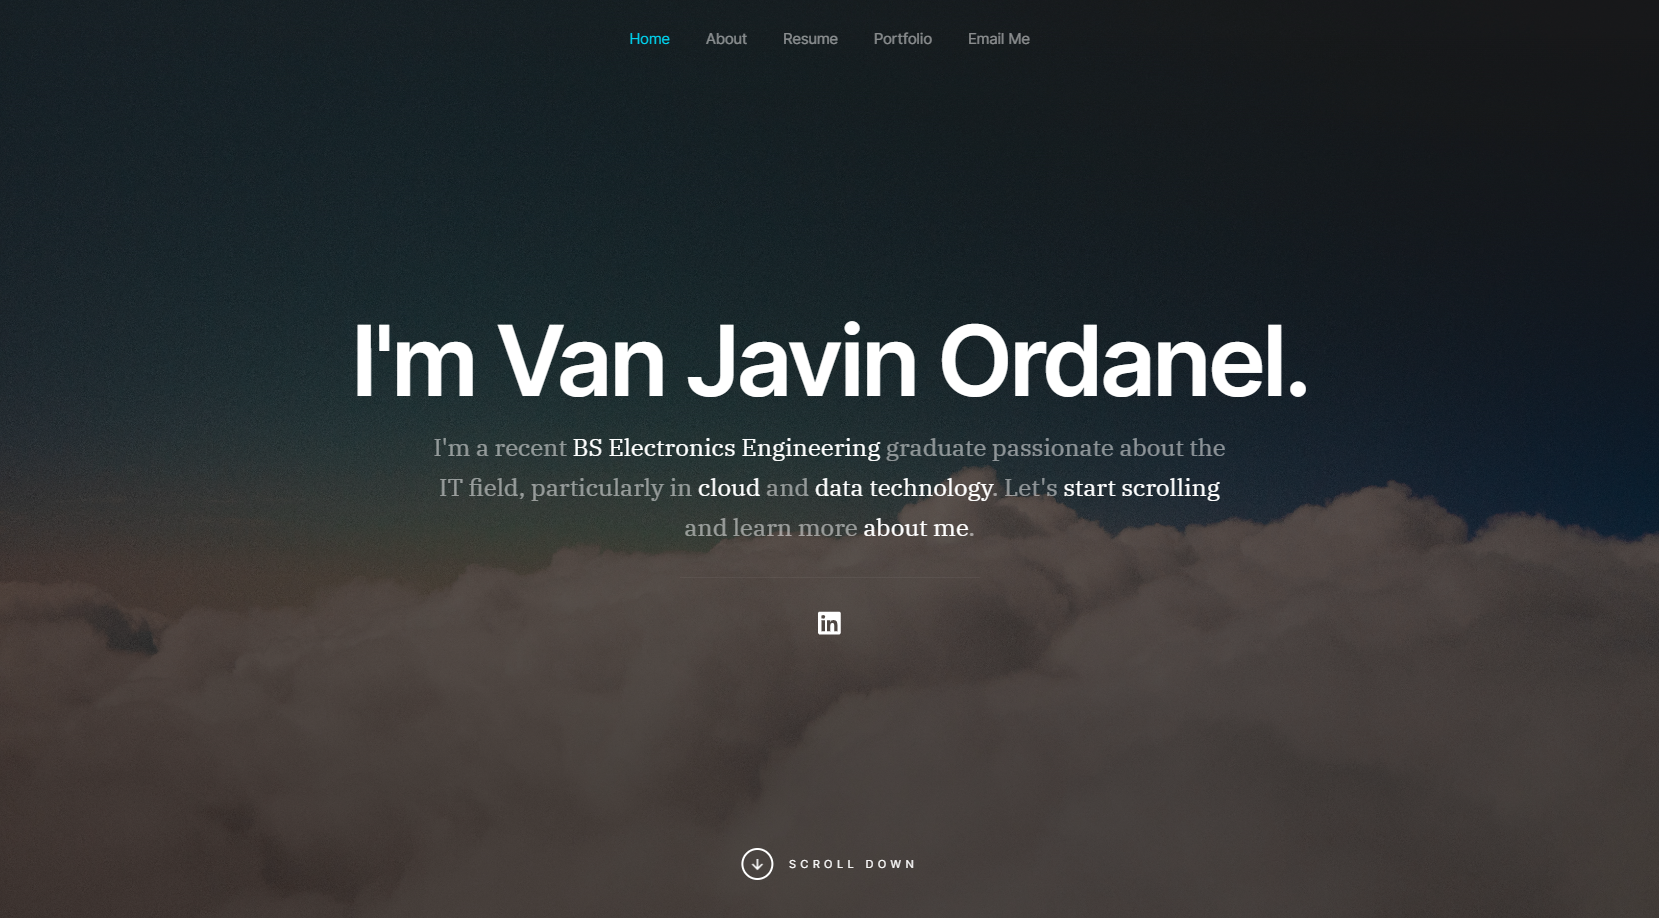 Home About Resume Portfolio Email Me
I'm Van Javin Ordanel.
I'm a recent BS Electronics Engineering graduate passionate about the
IT field, particularly in cloud and data technology. Let's start scrolling
and learn more about me.
in
SCROLL DOWN